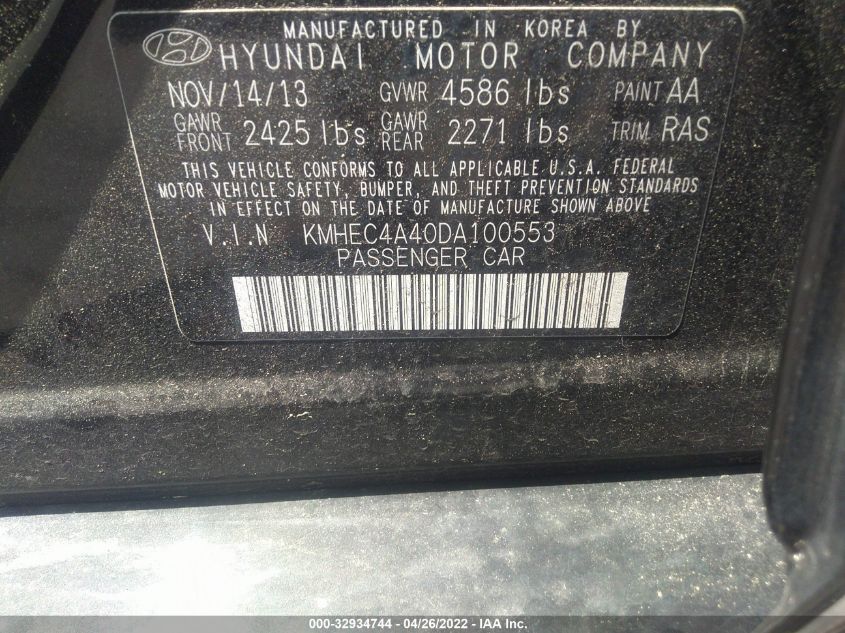 MANUFACTURED IN KOREA BY
HYUNDAI MOTOR COMPANY
NOV/14/13 GVWR 4586 lbs PAINT AA
GAWR FRONT 2425 lbs GAWR REAR 2271 lbs TRIM RAS
THIS VEHICLE CONFORMS TO ALL APPLICABLE U.S.A. FEDERAL
MOTOR VEHICLE SAFETY, BUMPER, AND THEFT PREVENTION STANDARDS
IN EFFECT ON THE DATE OF MANUFACTURE SHOWN ABOVE
V.I.N KMHEC4A40DA100553
PASSENGER CAR
000-32934744 - 04/26/2022 - IAA Inc.